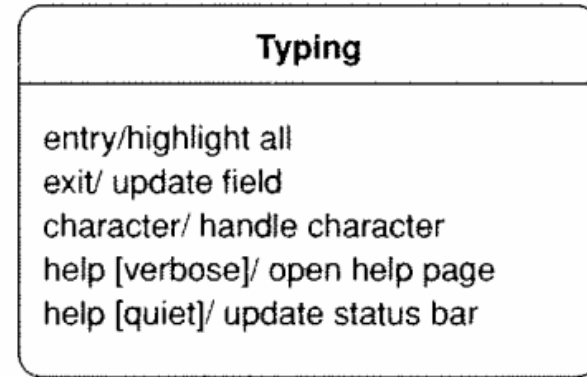 Typing
entry/highlight all
exit/ update field
character/ handle character
help [verbose]/ open help page
help [quiet]/ update status bar